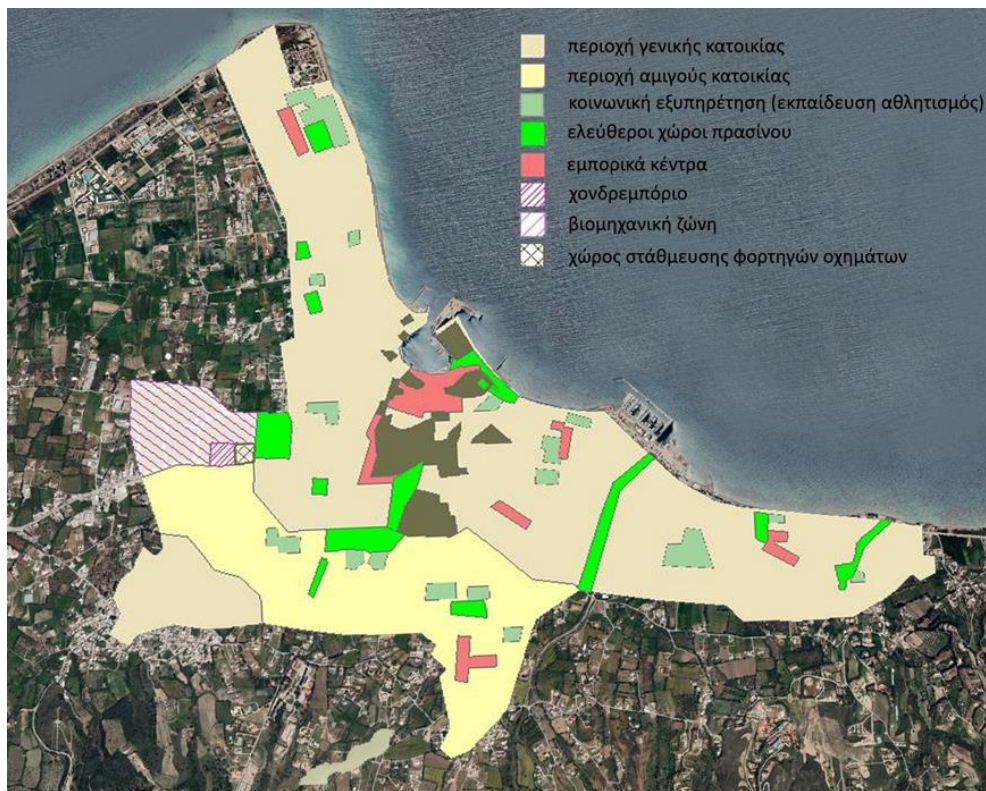 περιοχή γενικής κατοικίας
περιοχή αμιγούς κατοικίας
κοινωνική εξυπηρέτηση (εκπαίδευση αθλητισμός)
ελεύθεροι χώροι πρασίνου
εμπορικά κέντρα
χονδρεμπόριο
βιομηχανική ζώνη
χώρος στάθμευσης φορτηγών οχημάτων